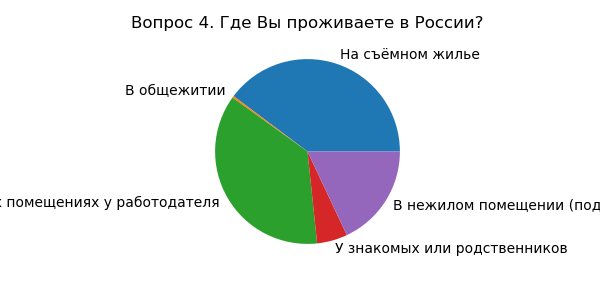 Вопрос 4. Где Вы проживаете в России?
На съёмном жилье
В общежитии
помещениях у работодателя
В нежилом помещении (под
У знакомых или родственников